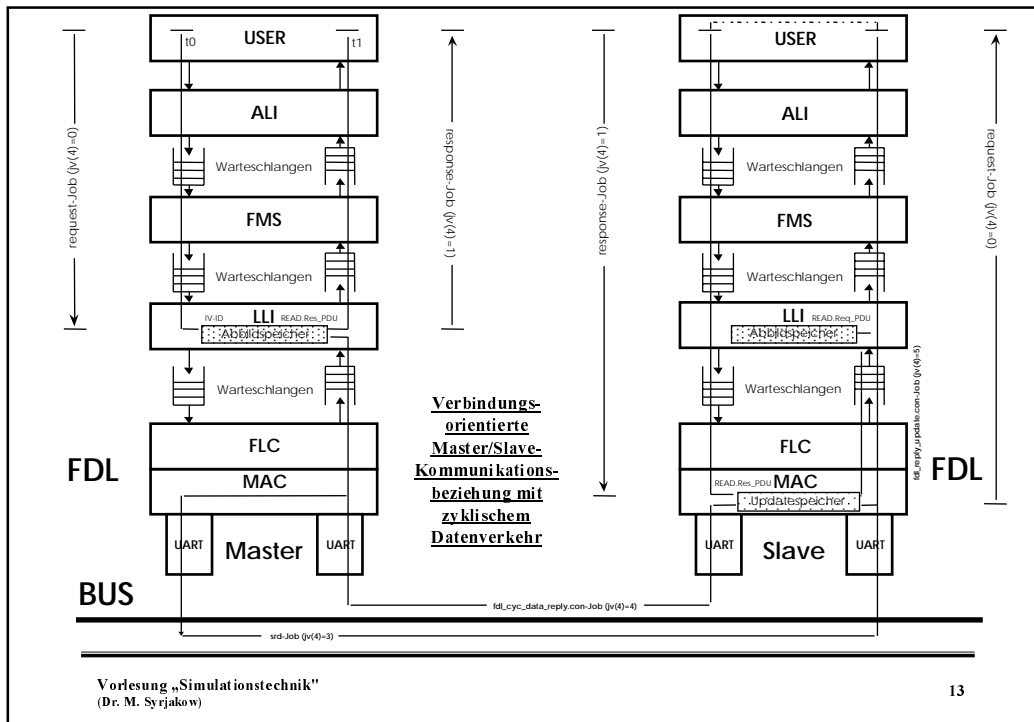 USER
t0
t1
ALI
Warteschlangen
FMS
Warteschlangen
IV-ID
LLI
READ.Res_PDU
Abbildspeicher
Warteschlangen
FLC
MAC
FDL
UART
Master
UART
BUS
request-Job (jv(4)=0)
response-Job (jv(4)=1)
Verbindungs-
orientierte
Master/Slave-
Kommunikations-
beziehung mit
zyklischem
Datenverkehr
response-Job (jv(4)=1)
USER
ALI
Warteschlangen
FMS
Warteschlangen
LLI
READ.Req_PDU
Abbildspeicher
Warteschlangen
fdl_reply_update.con-Job (jv(4)=5)
FLC
MAC
READ.Res_PDU
Updatespeicher
FDL
UART
Slave
UART
request-Job (jv(4)=0)
fdl_cyc_data_reply.con-Job (jv(4)=4)
srd-Job (jv(4)=3)
Vorlesung „Simulationstechnik"
(Dr. M. Syrjakow)
13